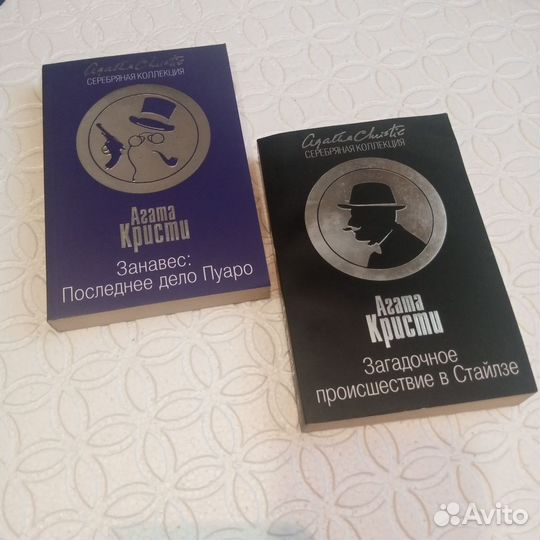 Agatha Christie
СЕРЕБРЯНАЯ КОЛЛЕКЦИЯ
Агата
Кристи
Занавес:
Последнее дело Пуаро
Agatha Christie
СЕРЕБРЯНАЯ КОЛЛЕКЦИЯ
Агата
Кристи
Загадочное
происшествие в Стайлзе
Avito